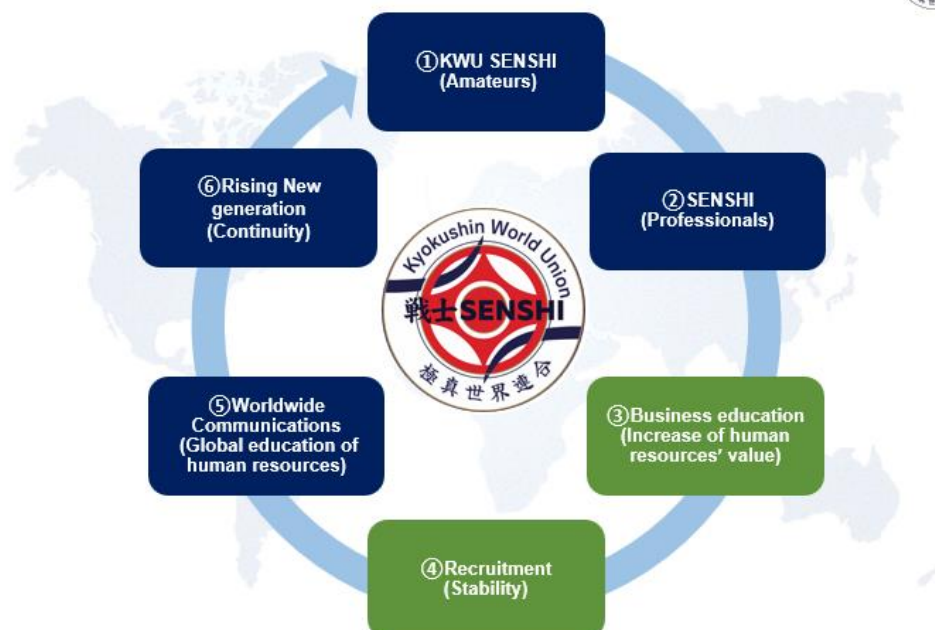 ①KWU SENSHI
(Amateurs)
②SENSHI
(Professionals)
③Business education
(Increase of human
resources' value)
④Recruitment
(Stability)
⑤Worldwide
Communications
(Global education of
human resources)
⑥Rising New
generation
(Continuity)
Kyokushin World Union
戦士SENSHI
極真世界連合